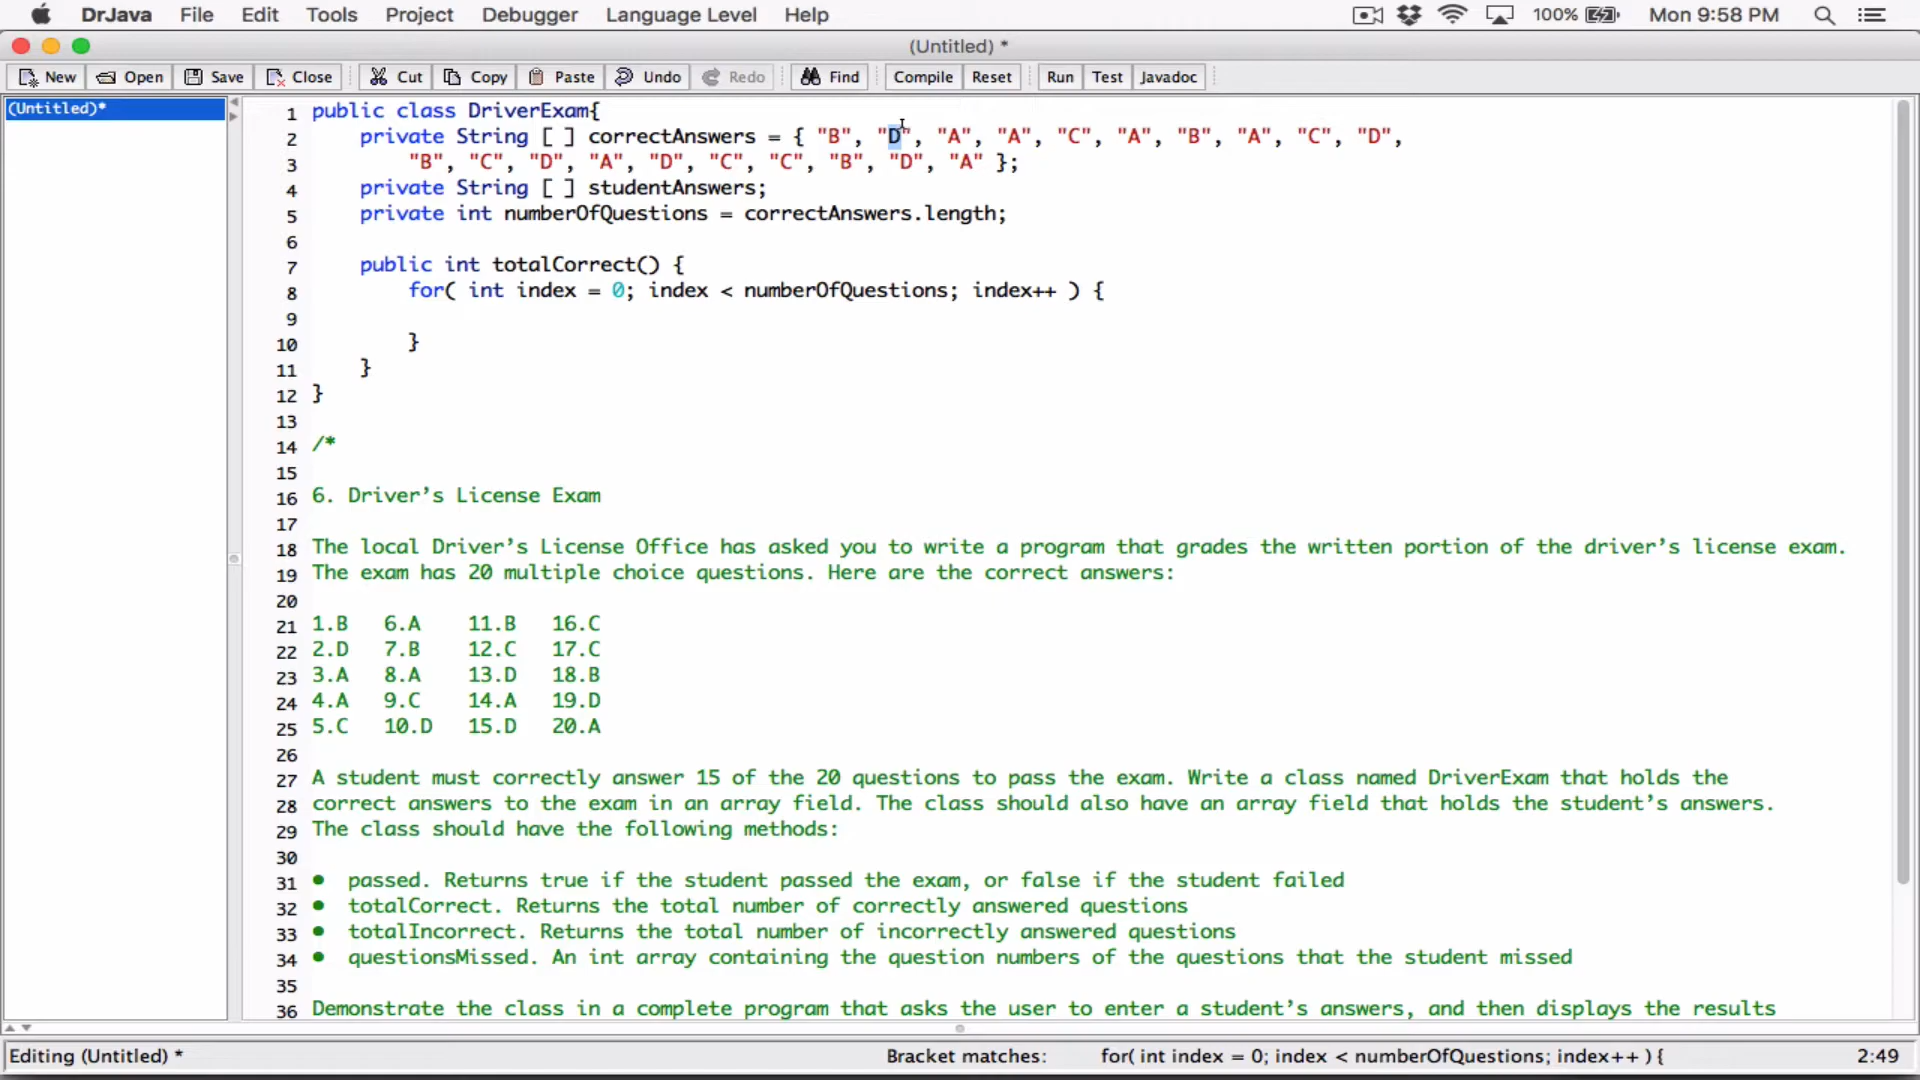 DrJava File Edit Tools Project Debugger Language Level Help 100% Mon 9:58 PM
(Untitled) *
New Open Save Close Cut Copy Paste Undo Redo Find Compile Reset Run Test Javadoc
(Untitled)*
1 public class DriverExam{
2 private String [ ] correctAnswers = { "B", "D", "A", "A", "C", "A", "B", "A", "C", "D",
3 "B", "C", "D", "A", "D", "C", "C", "B", "D", "A" };
4 private String [ ] studentAnswers;
5 private int numberOfQuestions = correctAnswers.length;
6
7 public int totalCorrect() {
8 for( int index = 0; index < numberOfQuestions; index++ ) {
9
10 }
11 }
12 }
13
14 /*
15
16 6. Driver’s License Exam
17
18 The local Driver’s License Office has asked you to write a program that grades the written portion of the driver’s license exam.
19 The exam has 20 multiple choice questions. Here are the correct answers:
20
21 1.B 6.A 11.B 16.C
22 2.D 7.B 12.C 17.C
23 3.A 8.A 13.D 18.B
24 4.A 9.C 14.A 19.D
25 5.C 10.D 15.D 20.A
26
27 A student must correctly answer 15 of the 20 questions to pass the exam. Write a class named DriverExam that holds the
28 correct answers to the exam in an array field. The class should also have an array field that holds the student’s answers.
29 The class should have the following methods:
30
31 • passed. Returns true if the student passed the exam, or false if the student failed
32 • totalCorrect. Returns the total number of correctly answered questions
33 • totalIncorrect. Returns the total number of incorrectly answered questions
34 • questionsMissed. An int array containing the question numbers of the questions that the student missed
35
36 Demonstrate the class in a complete program that asks the user to enter a student’s answers, and then displays the results
Editing (Untitled) * Bracket matches: for( int index = 0; index < numberOfQuestions; index++ ) { 2:49